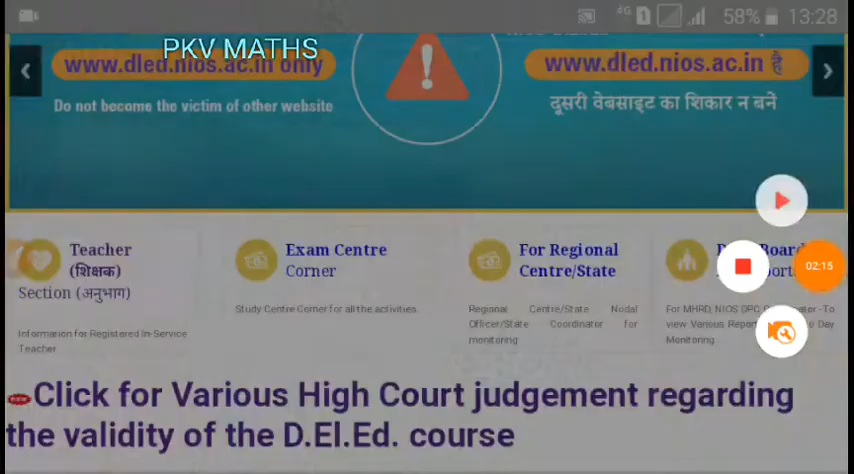 4G 1 58% 13:28
PKV MATHS
www.dled.nios.ac.in only
www.dled.nios.ac.in
Do not become the victim of other website
दूसरी वेबसाइट का शिकार न बने
Teacher
(शिक्षक)
Section (अनुभाग)
Information for Registered In-Service
Teacher
Exam Centre
Corner
Study Centre Corner for all the activities.
For Regional
Centre/State
Regional Centre/State Nodal
Officer/State Coordinator for
monitoring
For MHRD, NIOS DPG
To
view Various
Day
Monitoring
02:15
Click for Various High Court judgement regarding
the validity of the D.El.Ed. course